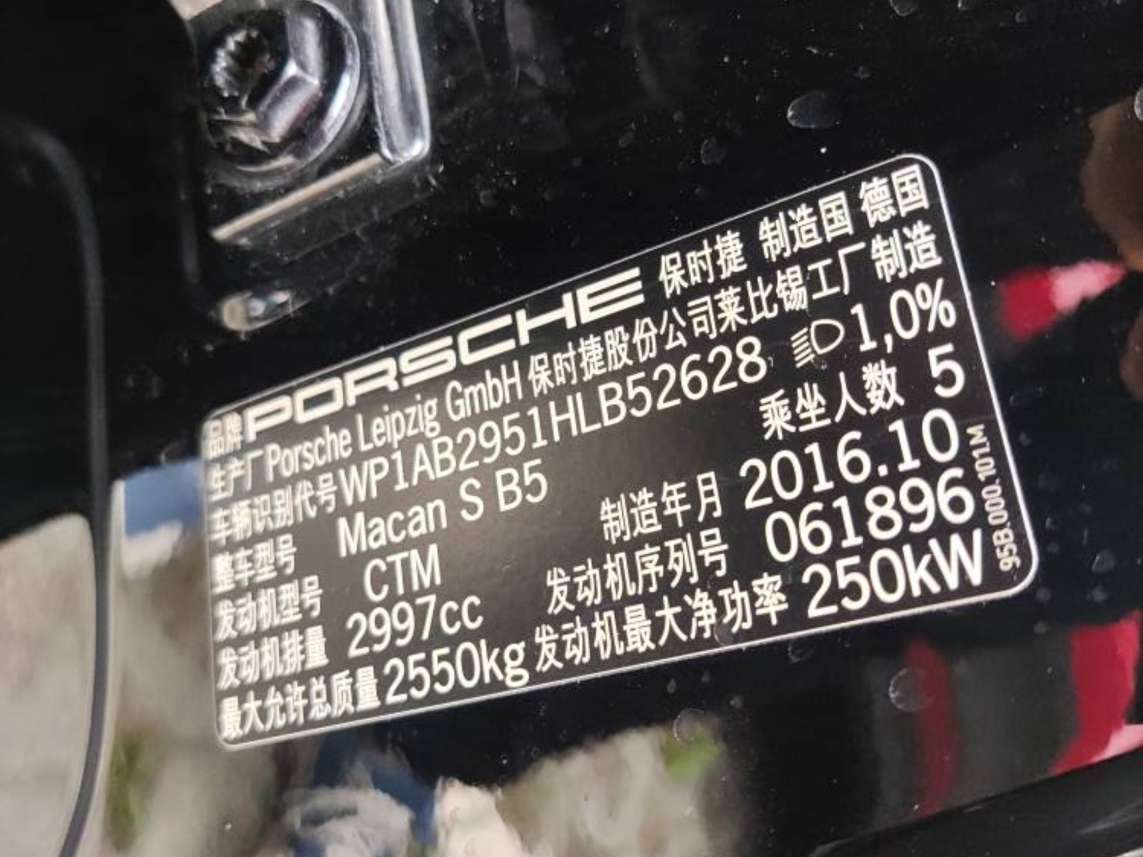 品牌 PORSCHE 保时捷 制造国 德国
生产厂 Porsche Leipzig GmbH 保时捷股份公司莱比锡工厂制造
车辆识别代号 WP1AB2951HLB52628 1,0%
整车型号 Macan S B5 乘坐人数 5
发动机型号 CTM 制造年月 2016.10
发动机排量 2997cc 发动机序列号 061896
最大允许总质量 2550kg 发动机最大净功率 250kW
95B.000.101.M